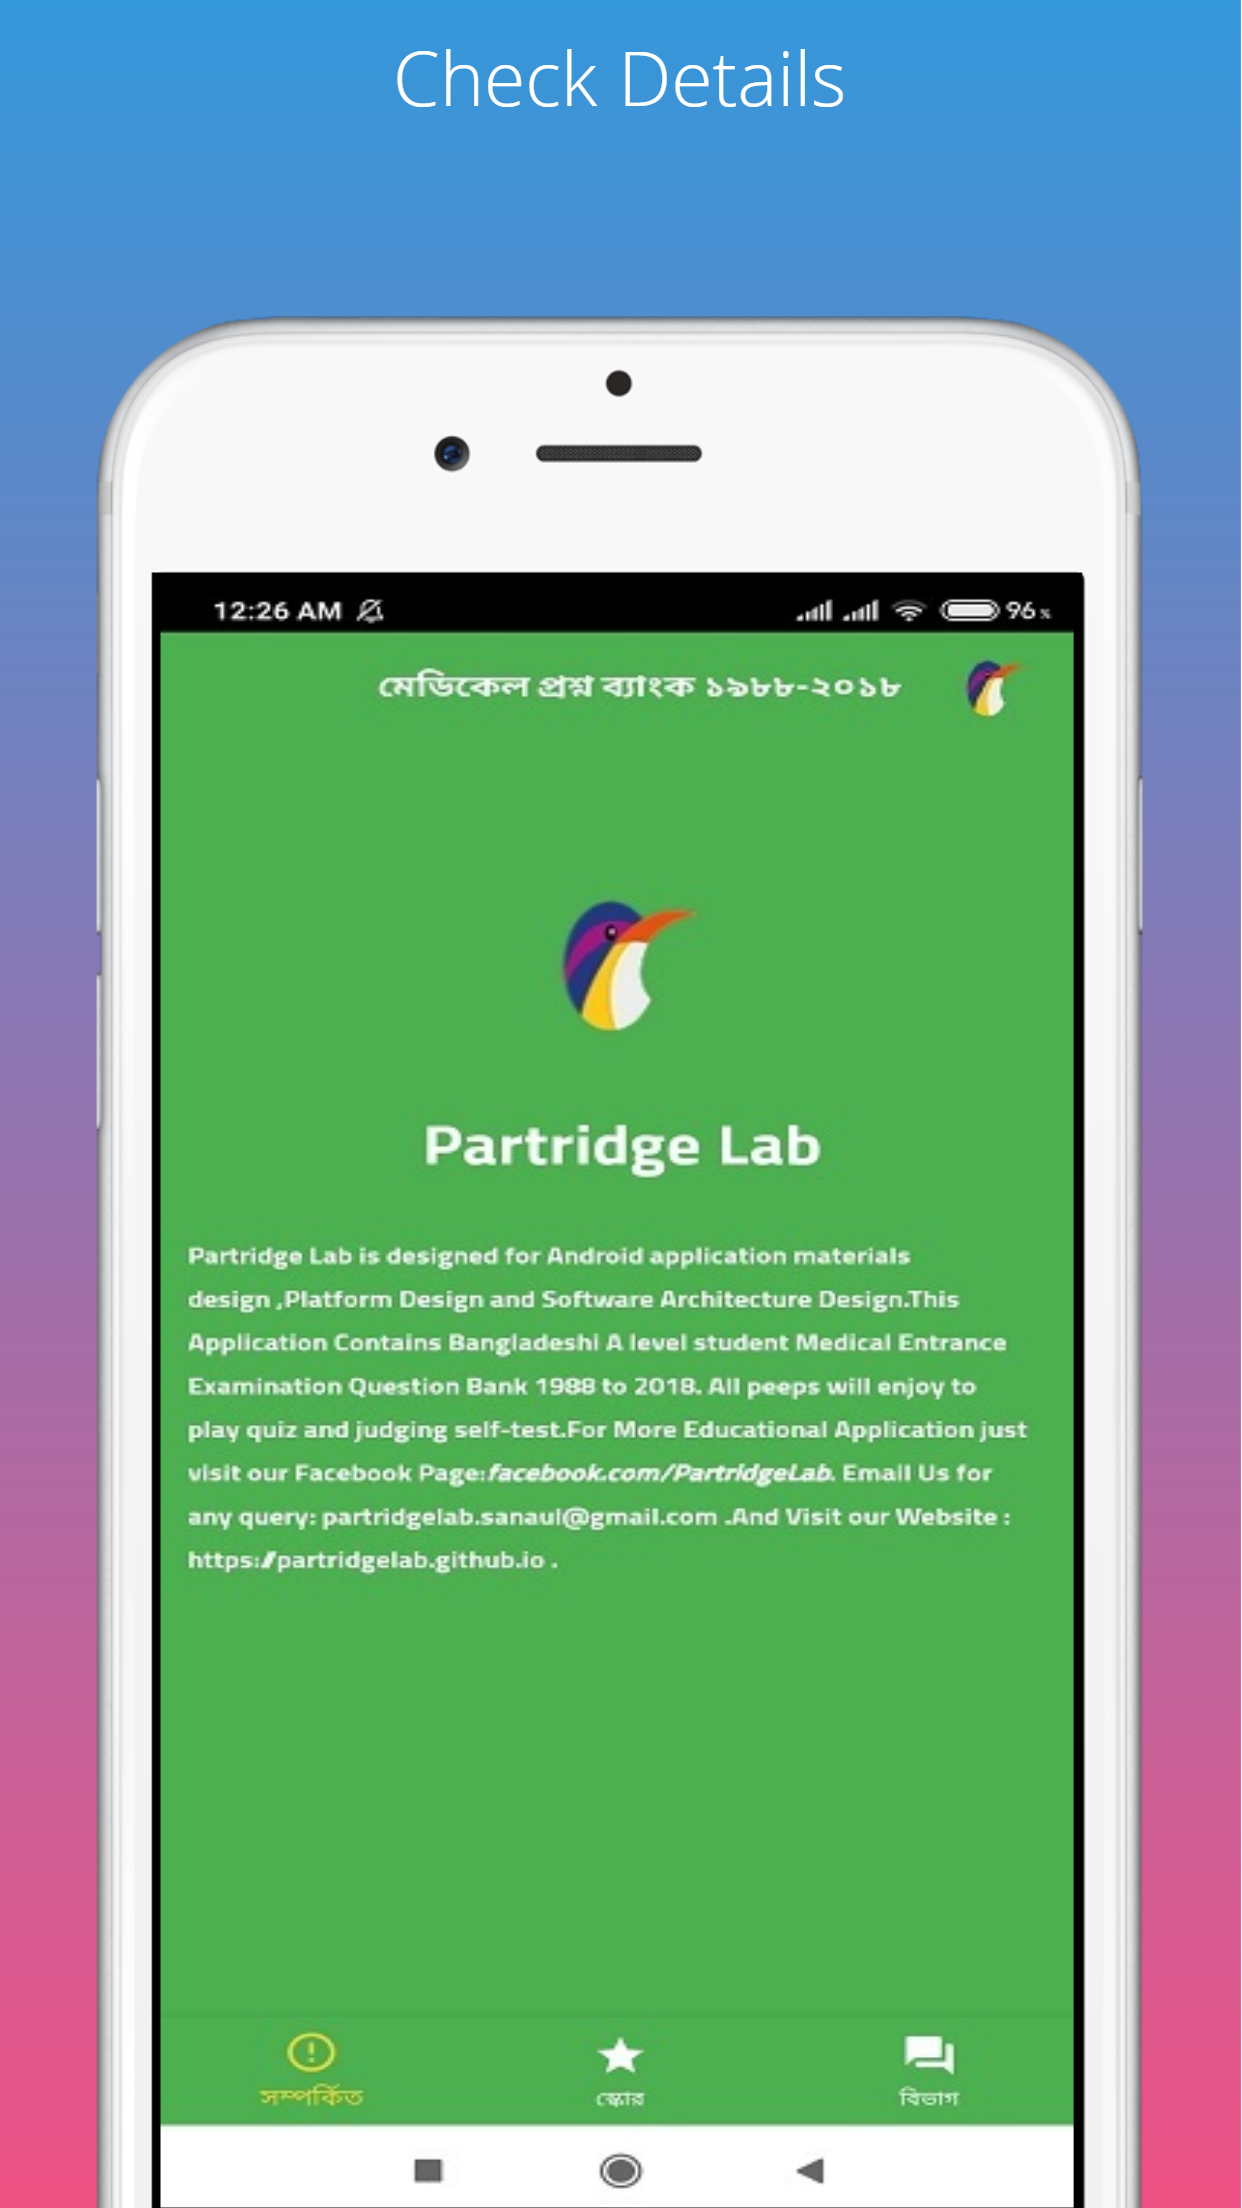 Check Details
12:26 AM
96%
মেডিকেল প্রশ্ন ব্যাংক ১৯৮৮-২০১৮
Partridge Lab
Partridge Lab is designed for Android application materials
design ,Platform Design and Software Architecture Design.This
Application Contains Bangladeshi A level student Medical Entrance
Examination Question Bank 1988 to 2018. All peeps will enjoy to
play quiz and judging self-test.For More Educational Application just
visit our Facebook Page:facebook.com/PartridgeLab. Email Us for
any query: partridgelab.sanaul@gmail.com .And Visit our Website :
https://partridgelab.github.io .
সম্পর্কিত
স্কোর
বিভাগ